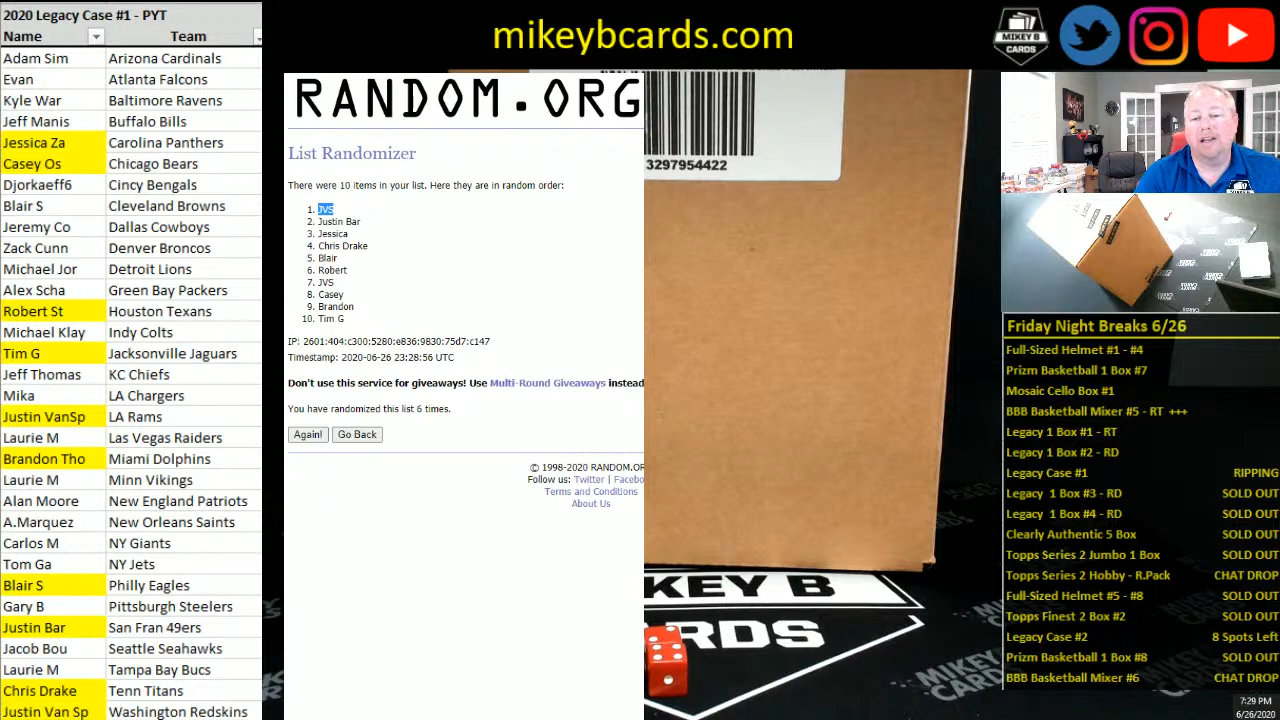 2020 Legacy Case #1 - PYT
Name Team
Adam Sim Arizona Cardinals
Evan Atlanta Falcons
Kyle War Baltimore Ravens
Jeff Manis Buffalo Bills
Jessica Za Carolina Panthers
Casey Os Chicago Bears
Djorkaeff6 Cincy Bengals
Blair S Cleveland Browns
Jeremy Co Dallas Cowboys
Zack Cunn Denver Broncos
Michael Jor Detroit Lions
Alex Scha Green Bay Packers
Robert St Houston Texans
Michael Klay Indy Colts
Tim G Jacksonville Jaguars
Jeff Thomas KC Chiefs
Mika LA Chargers
Justin VanSp LA Rams
Laurie M Las Vegas Raiders
Brandon Tho Miami Dolphins
Laurie M Minn Vikings
Alan Moore New England Patriots
A.Marquez New Orleans Saints
Carlos M NY Giants
Tom Ga NY Jets
Blair S Philly Eagles
Gary B Pittsburgh Steelers
Justin Bar San Fran 49ers
Jacob Bou Seattle Seahawks
Laurie M Tampa Bay Bucs
Chris Drake Tenn Titans
Justin Van Sp Washington Redskins
mikeybcards.com
MIKEY B
CARDS
RANDOM.ORG
List Randomizer
There were 10 items in your list. Here they are in random order:
1. JVS
2. Justin Bar
3. Jessica
4. Chris Drake
5. Blair
6. Robert
7. JVS
8. Casey
9. Brandon
10. Tim G
IP: 2601:404:c300:5280:e836:9830:75d7:c147
Timestamp: 2020-06-26 23:28:56 UTC
Don't use this service for giveaways! Use Multi-Round Giveaways instead
You have randomized this list 6 times.
Again! Go Back
© 1998-2020 RANDOM.OR
Follow us: Twitter | Facebo
Terms and Conditions
About Us
3297954422
KEY B
RDS
Friday Night Breaks 6/26
Full-Sized Helmet #1 - #4
Prizm Basketball 1 Box #7
Mosaic Cello Box #1
BBB Basketball Mixer #5 - RT +++
Legacy 1 Box #1 - RT
Legacy 1 Box #2 - RD
Legacy Case #1 RIPPING
Legacy 1 Box #3 - RD SOLD OUT
Legacy 1 Box #4 - RD SOLD OUT
Clearly Authentic 5 Box SOLD OUT
Topps Series 2 Jumbo 1 Box SOLD OUT
Topps Series 2 Hobby - R.Pack CHAT DROP
Full-Sized Helmet #5 - #8 SOLD OUT
Topps Finest 2 Box #2 SOLD OUT
Legacy Case #2 8 Spots Left
Prizm Basketball 1 Box #8 SOLD OUT
BBB Basketball Mixer #6 CHAT DROP
7:29 PM
6/26/2020